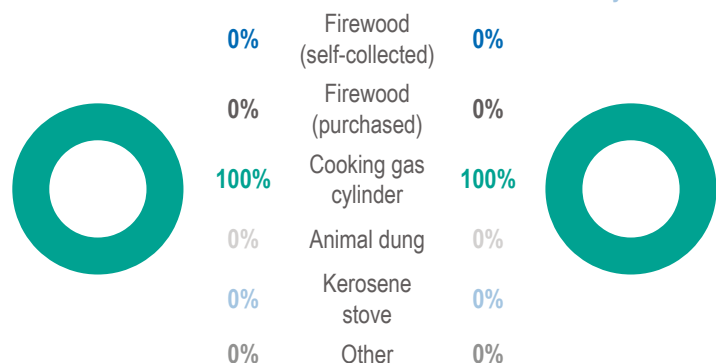 0% Firewood 0%
(self-collected)
0% Firewood 0%
(purchased)
100% Cooking gas 100%
cylinder
0% Animal dung 0%
0% Kerosene 0%
stove
0% Other 0%